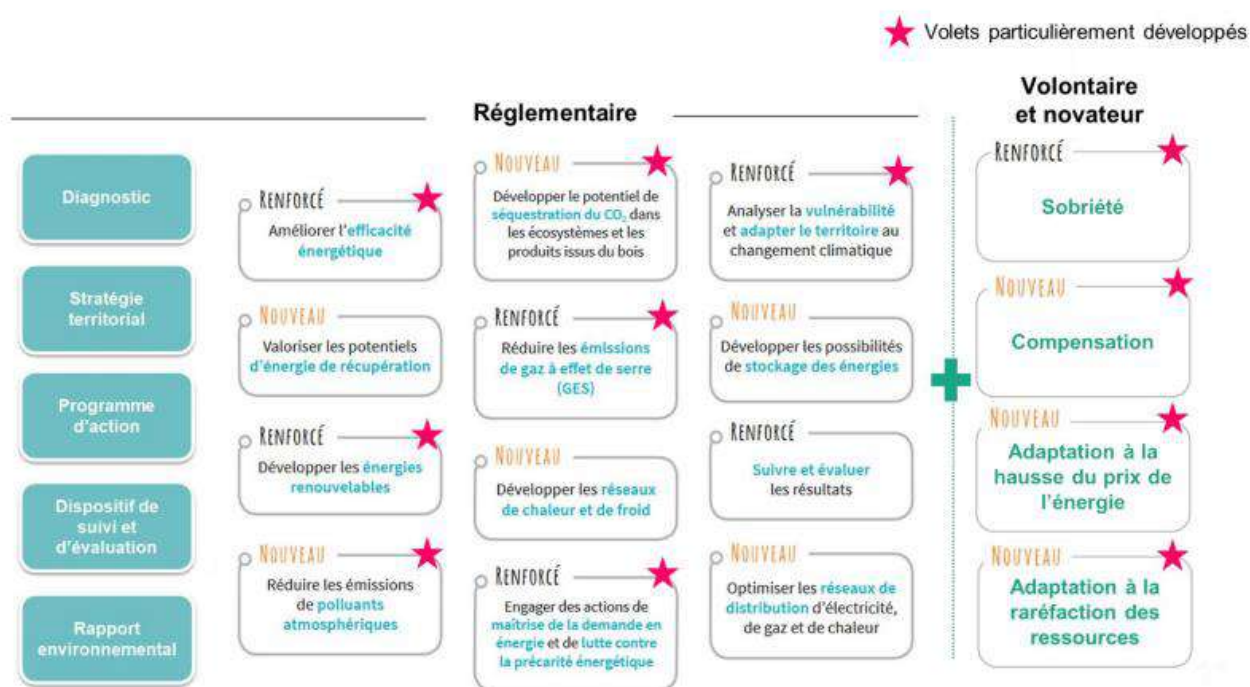 Volets particulièrement développés
Réglementaire
Volontaire
et novateur
Diagnostic
Stratégie
territorial
Programme
d'action
Dispositif de
suivi et
d'évaluation
Rapport
environnemental
RENFORCÉ
Améliorer l'efficacité
énergétique
NOUVEAU
Valoriser les potentiels
d'énergie de récupération
RENFORCÉ
Développer les énergies
renouvelables
NOUVEAU
Réduire les émissions
de polluants
atmosphériques
NOUVEAU
Développer le potentiel de
séquestration du CO₂ dans
les écosystèmes et les
produits issus du bois
RENFORCÉ
Réduire les émissions
de gaz à effet de serre
(GES)
NOUVEAU
Développer les réseaux
de chaleur et de froid
RENFORCÉ
Engager des actions de
maîtrise de la demande en
énergie et de lutte contre
la précarité énergétique
RENFORCÉ
Analyser la vulnérabilité
et adapter le territoire au
changement climatique
NOUVEAU
Développer les possibilités
de stockage des énergies
RENFORCÉ
Suivre et évaluer
les résultats
NOUVEAU
Optimiser les réseaux de
distribution d'électricité,
de gaz et de chaleur
RENFORCÉ
Sobriété
NOUVEAU
Compensation
NOUVEAU
Adaptation à la
hausse du prix de
l'énergie
NOUVEAU
Adaptation à la
raréfaction des
ressources